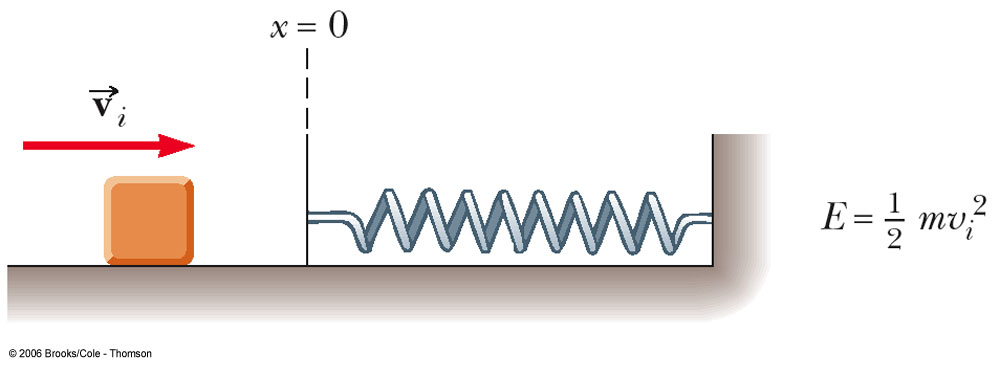 x = 0
v⃗i
E = 1/2 mvi²
© 2006 Brooks/Cole - Thomson